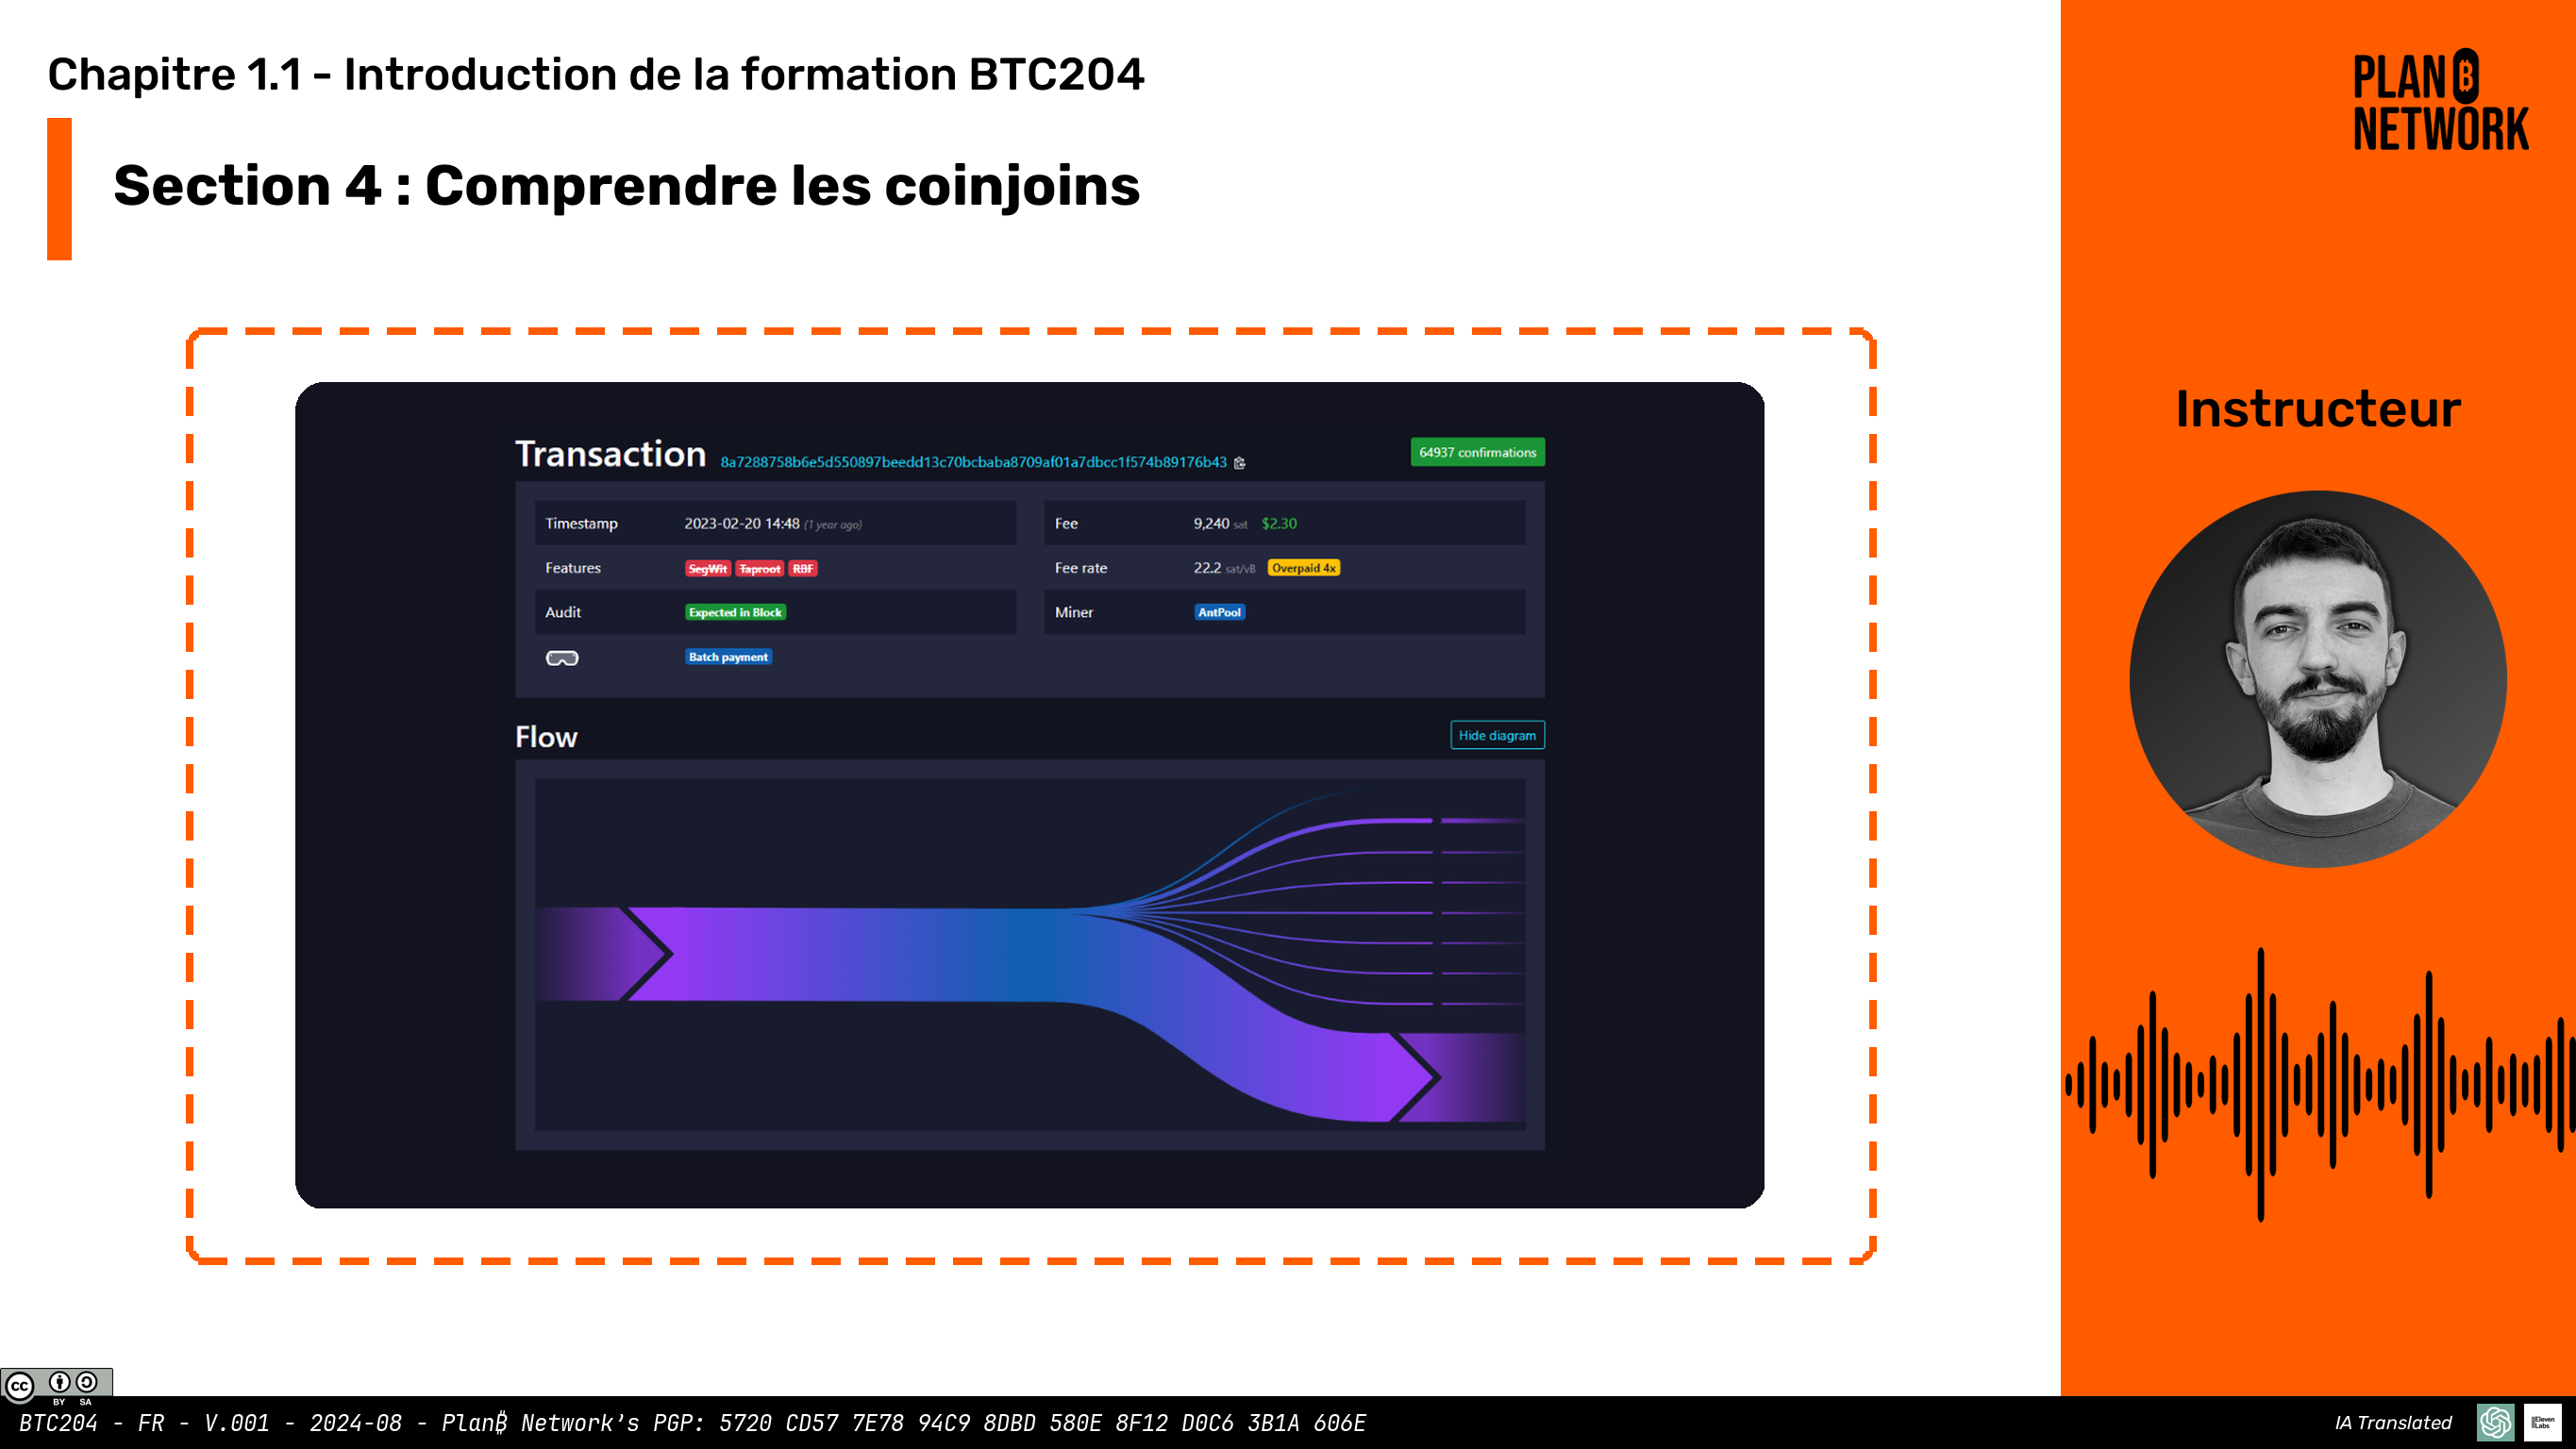 Chapitre 1.1 - Introduction de la formation BTC204
Section 4 : Comprendre les coinjoins
PLAN ₿
NETWORK
Instructeur
Transaction 8a7288758b6e5d550897beedd13c70bcbaba8709af01a7dbcc1f574b89176b43
64937 confirmations
Timestamp 2023-02-20 14:48 (1 year ago)
Fee 9,240 sat $2.30
Features SegWit Taproot RBF
Fee rate 22.2 sat/vB Overpaid 4x
Audit Expected in Block
Miner AntPool
Batch payment
Flow
Hide diagram
cc BY SA
BTC204 - FR - V.001 - 2024-08 - Plan₿ Network's PGP: 5720 CD57 7E78 94C9 8DBD 580E 8F12 D0C6 3B1A 606E
IA Translated
ElevenLabs